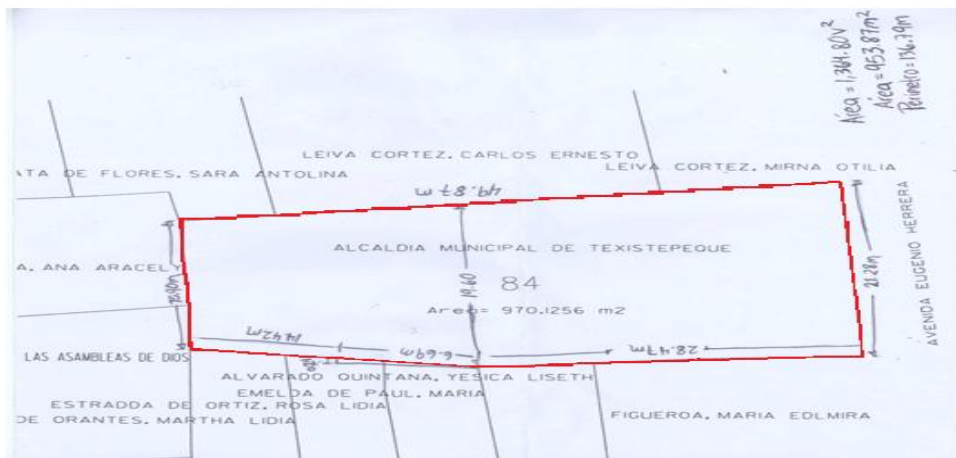 Área = 1,364.80V²
Área = 953.87m²
Perimetro = 136.79m
LEIVA CORTEZ. CARLOS ERNESTO
LEIVA CORTEZ. MIRNA OTILIA
ATA DE FLORES. SARA ANTOLINA
49.87 m
ALCALDIA MUNICIPAL DE TEXISTEPEQUE
A. ANA ARACELY
19.60
84
21.28m
AVENIDA EUGENIO HERRERA
Area= 970.1256 m2
14.42m
6.69m
28.47m
LAS ASAMBLEAS DE DIOS
ALVARADO QUINTANA. YESICA LISETH
EMELDA DE PAUL. MARIA
ESTRADDA DE ORTIZ. ROSA LIDIA
DE ORANTES. MARTHA LIDIA
FIGUEROA. MARIA EDLMIRA